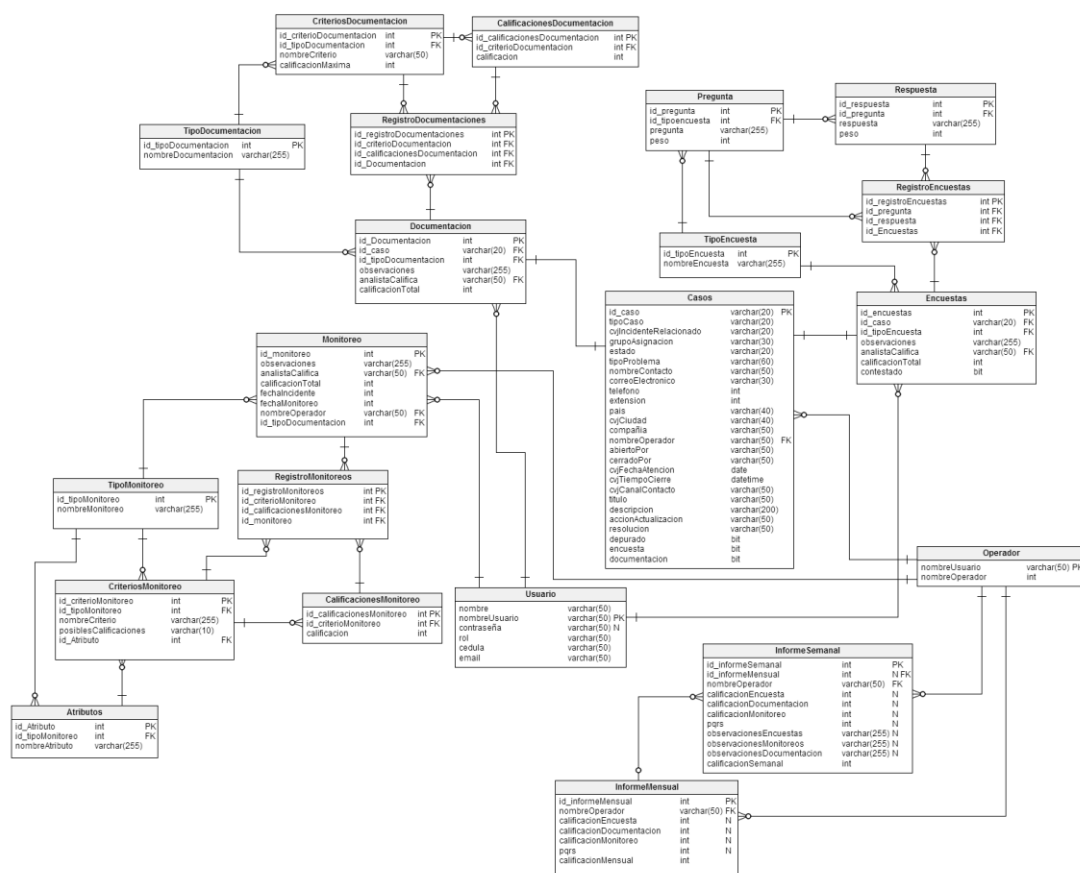 CriteriosDocumentacion
id_criterioDocumentacion int PK
id_tipoDocumentacion int FK
nombreCriterio varchar(50)
calificacionMaxima int
CalificacionesDocumentacion
id_calificacionesDocumentacion int PK
id_criterioDocumentacion int FK
calificacion int
TipoDocumentacion
id_tipoDocumentacion int PK
nombreDocumentacion varchar(255)
RegistroDocumentaciones
id_registroDocumentaciones int PK
id_criterioDocumentacion int FK
id_calificacionesDocumentacion int FK
id_Documentacion int FK
Pregunta
id_pregunta int PK
id_tipoencuesta int FK
pregunta varchar(255)
peso int
Respuesta
id_respuesta int PK
id_pregunta int FK
respuesta varchar(255)
peso int
RegistroEncuestas
id_registroEncuestas int PK
id_pregunta int FK
id_respuesta int FK
id_Encuestas int FK
Documentacion
id_Documentacion int PK
id_caso varchar(20) FK
id_tipoDocumentacion int FK
observaciones varchar(255)
analistaCalifica varchar(50) FK
calificacionTotal int
TipoEncuesta
id_tipoEncuesta int PK
nombreEncuesta varchar(255)
Casos
id_caso varchar(20) PK
tipoCaso varchar(20)
cvjIncidenteRelacionado varchar(20)
grupoAsignacion varchar(30)
estado varchar(20)
tipoProblema varchar(60)
nombreContacto varchar(50)
correoElectronico varchar(30)
telefono int
extension int
pais varchar(40)
cvjCiudad varchar(40)
compañia varchar(50)
nombreOperador varchar(50) FK
abiertoPor varchar(50)
cerradoPor varchar(50)
cvjFechaAtencion date
cvjTiempoCierre datetime
cvjCanalContacto varchar(50)
titulo varchar(50)
descripcion varchar(200)
accionActualizacion varchar(50)
resolucion varchar(50)
depurado bit
encuesta bit
documentacion bit
Encuestas
id_encuestas int PK
id_caso varchar(20) FK
id_tipoEncuesta int FK
observaciones varchar(255)
analistaCalifica varchar(50) FK
calificacionTotal int
contestado bit
Monitoreo
id_monitoreo int PK
observaciones varchar(255)
analistaCalifica varchar(50) FK
calificacionTotal int
fechaIncidente int
fechaMonitoreo int
nombreOperador varchar(50) FK
id_tipoDocumentacion int FK
TipoMonitoreo
id_tipoMonitoreo int PK
nombreMonitoreo varchar(255)
RegistroMonitoreos
id_registroMonitoreos int PK
id_criterioMonitoreo int FK
id_calificacionesMonitoreo int FK
id_monitoreo int FK
CriteriosMonitoreo
id_criterioMonitoreo int PK
id_tipoMonitoreo int FK
nombreCriterio varchar(255)
posiblesCalificaciones varchar(10)
id_Atributo int FK
CalificacionesMonitoreo
id_calificacionesMonitoreo int PK
id_criterioMonitoreo int FK
calificacion int
Usuario
nombre varchar(50)
nombreUsuario varchar(50) PK
contraseña varchar(50) N
rol varchar(50)
cedula varchar(50)
email varchar(50)
Operador
nombreUsuario varchar(50) PK
nombreOperador int
Atributos
id_Atributo int PK
id_tipoMonitoreo int FK
nombreAtributo varchar(255)
InformeSemanal
id_informeSemanal int PK
id_informeMensual int N FK
nombreOperador varchar(50) FK
calificacionEncuesta int N
calificacionDocumentacion int N
calificacionMonitoreo int N
pqrs int N
observacionesEncuestas varchar(255) N
observacionesMonitoreos varchar(255) N
observacionesDocumentacion varchar(255) N
calificacionSemanal int
InformeMensual
id_informeMensual int PK
nombreOperador varchar(50) FK
calificacionEncuesta int N
calificacionDocumentacion int N
calificacionMonitoreo int N
pqrs int N
calificacionMensual int